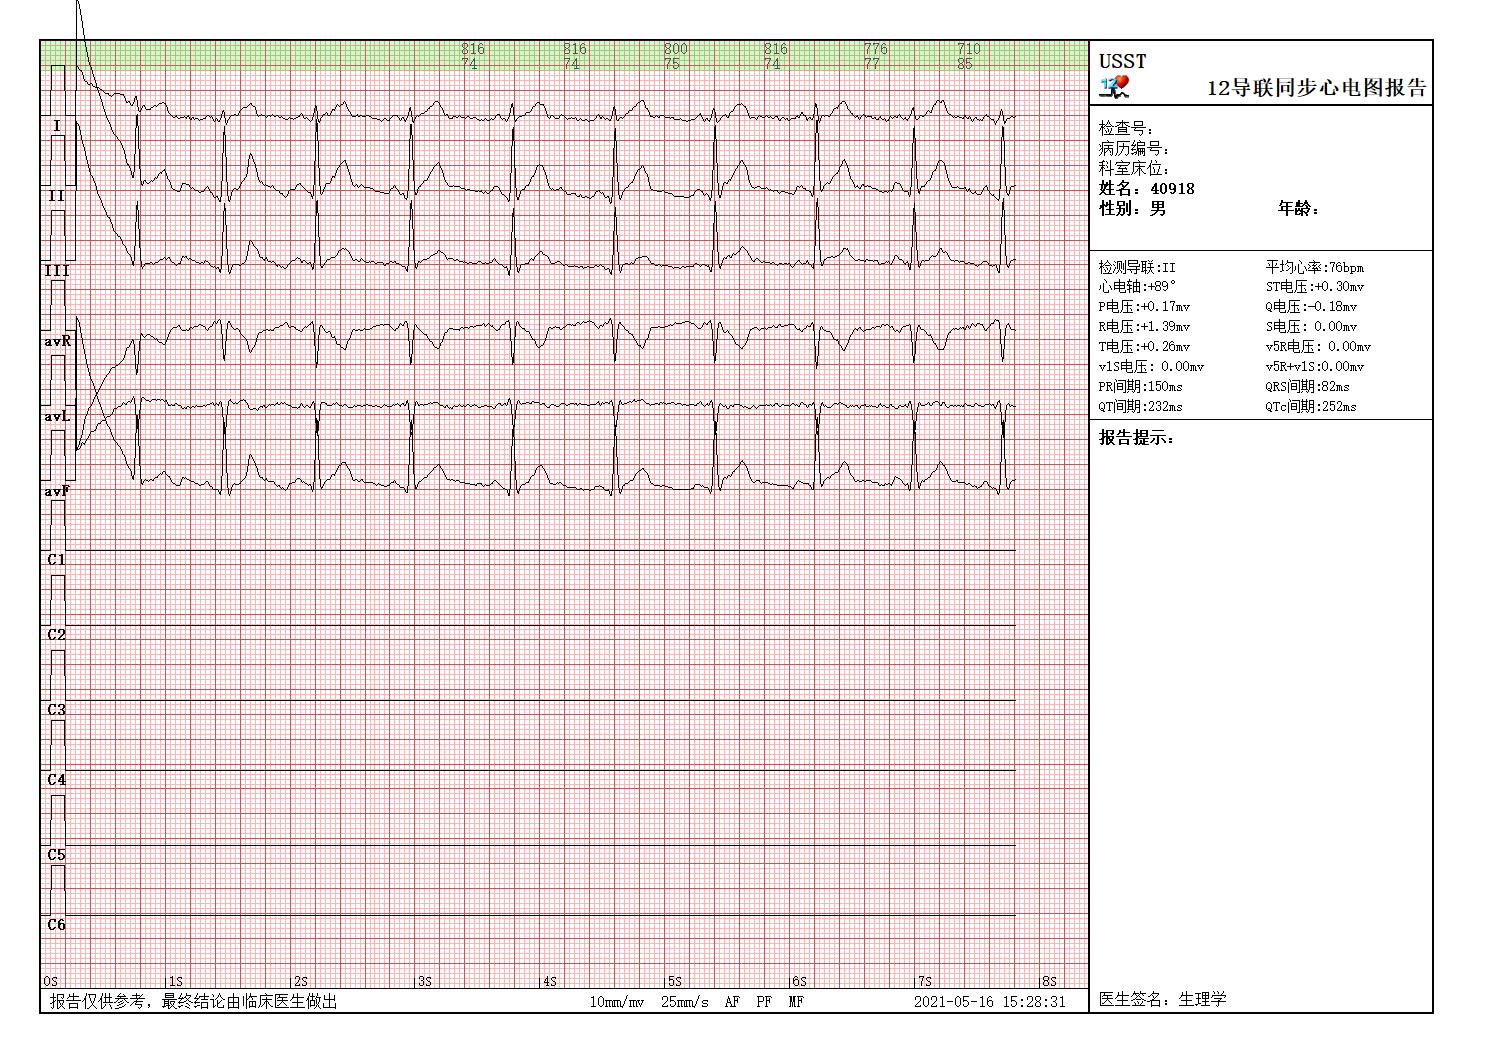 816 816 800 816 776 710
74 74 75 74 77 85
I
II
III
avR
avL
avF
C1
C2
C3
C4
C5
C6
0S 1S 2S 3S 4S 5S 6S 7S 8S
报告仅供参考，最终结论由临床医生做出 10mm/mv 25mm/s AF PF MF 2021-05-16 15:28:31
USST
12
12导联同步心电图报告
检查号：
病历编号：
科室床位：
姓名：40918
性别：男 年龄：
检测导联:II 平均心率:76bpm
心电轴:+89° ST电压:+0.30mv
P电压:+0.17mv Q电压:-0.18mv
R电压:+1.39mv S电压: 0.00mv
T电压:+0.26mv v5R电压: 0.00mv
v1S电压: 0.00mv v5R+v1S:0.00mv
PR间期:150ms QRS间期:82ms
QT间期:232ms QTc间期:252ms
报告提示：
医生签名：生理学